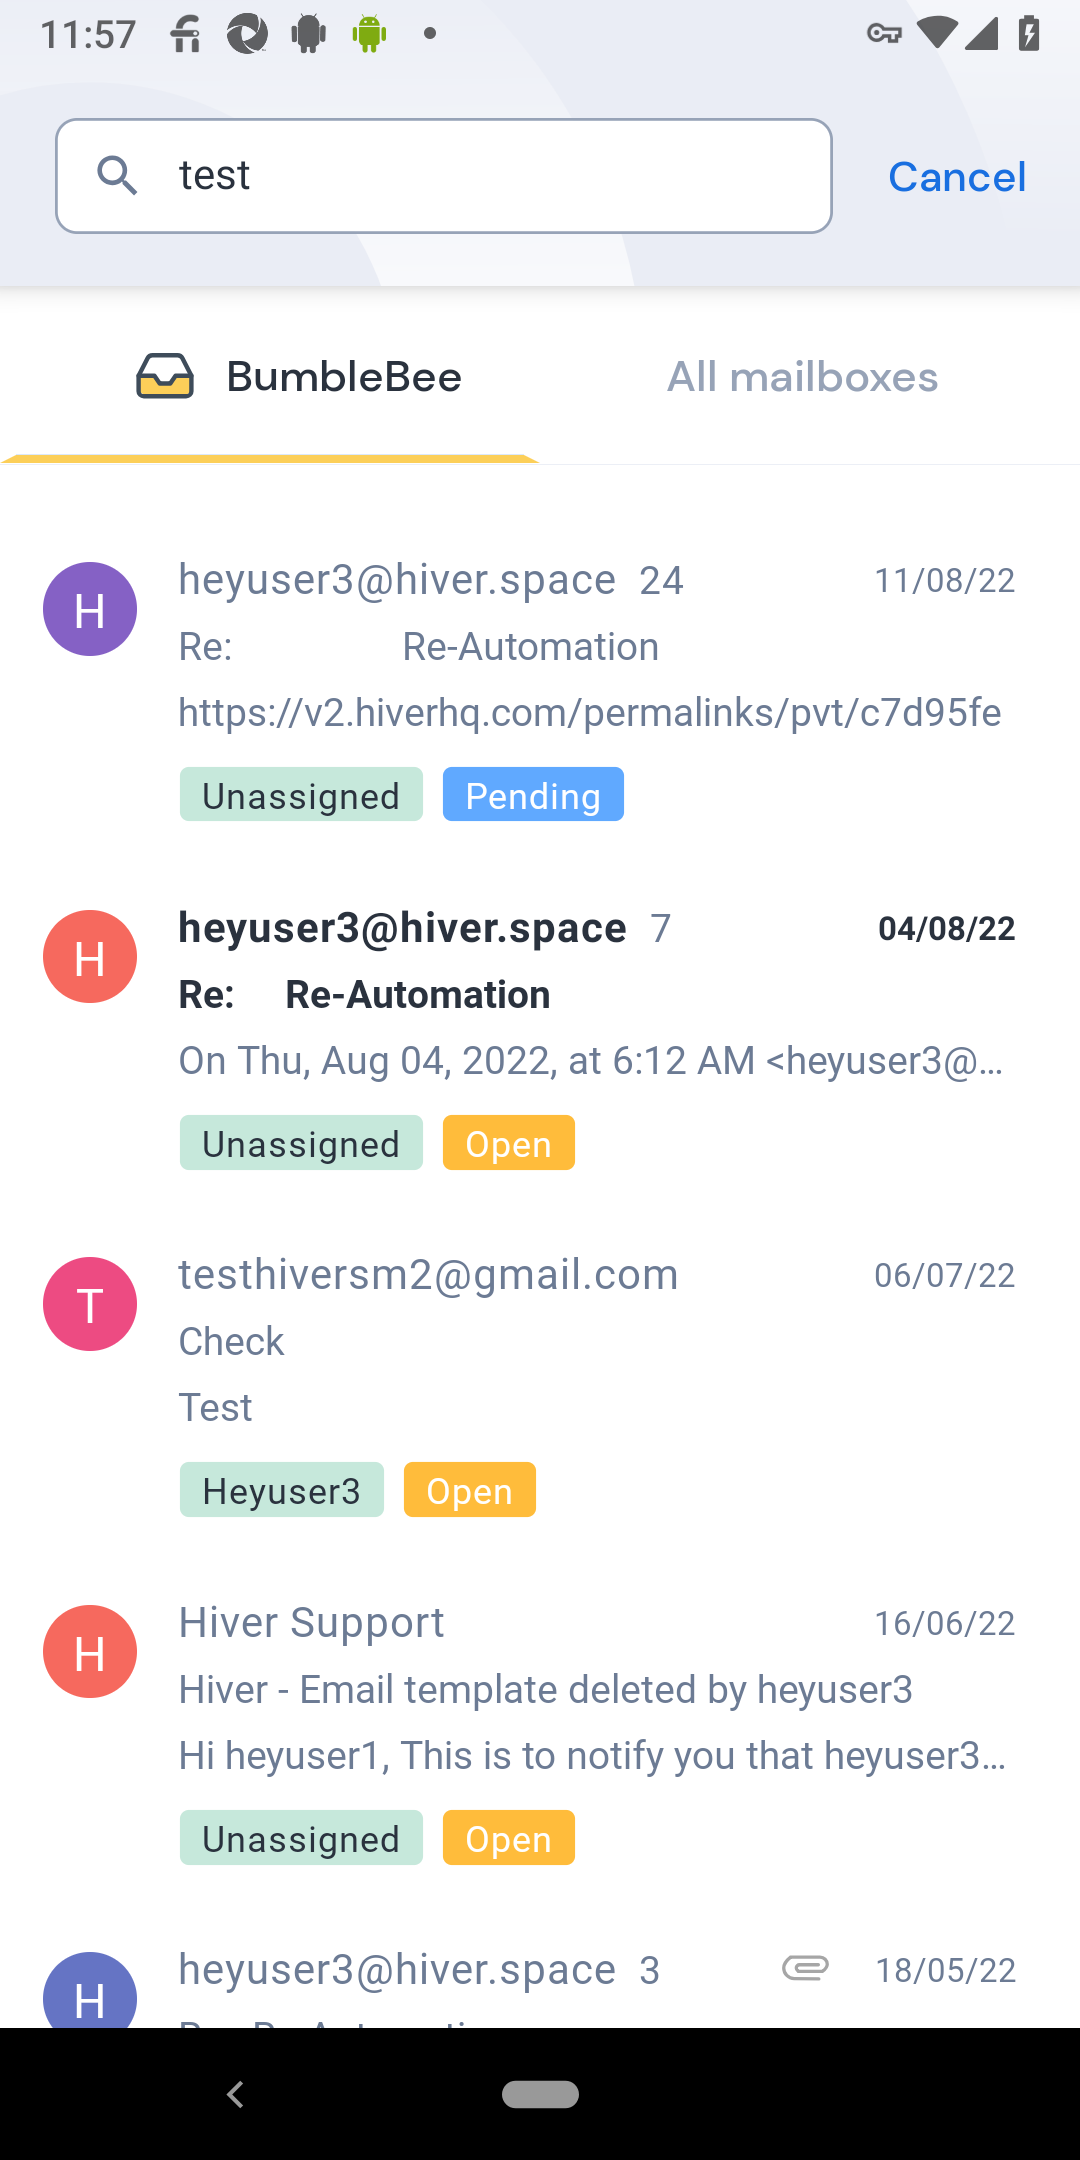 11:57
test
Cancel
BumbleBee
All mailboxes
H
heyuser3@hiver.space 24
11/08/22
Re: Re-Automation
https://v2.hiverhq.com/permalinks/pvt/c7d95fe
Unassigned
Pending
H
heyuser3@hiver.space 7
04/08/22
Re: Re-Automation
On Thu, Aug 04, 2022, at 6:12 AM <heyuser3@...
Unassigned
Open
T
testhiversm2@gmail.com
06/07/22
Check
Test
Heyuser3
Open
H
Hiver Support
16/06/22
Hiver - Email template deleted by heyuser3
Hi heyuser1, This is to notify you that heyuser3...
Unassigned
Open
H
heyuser3@hiver.space 3
18/05/22